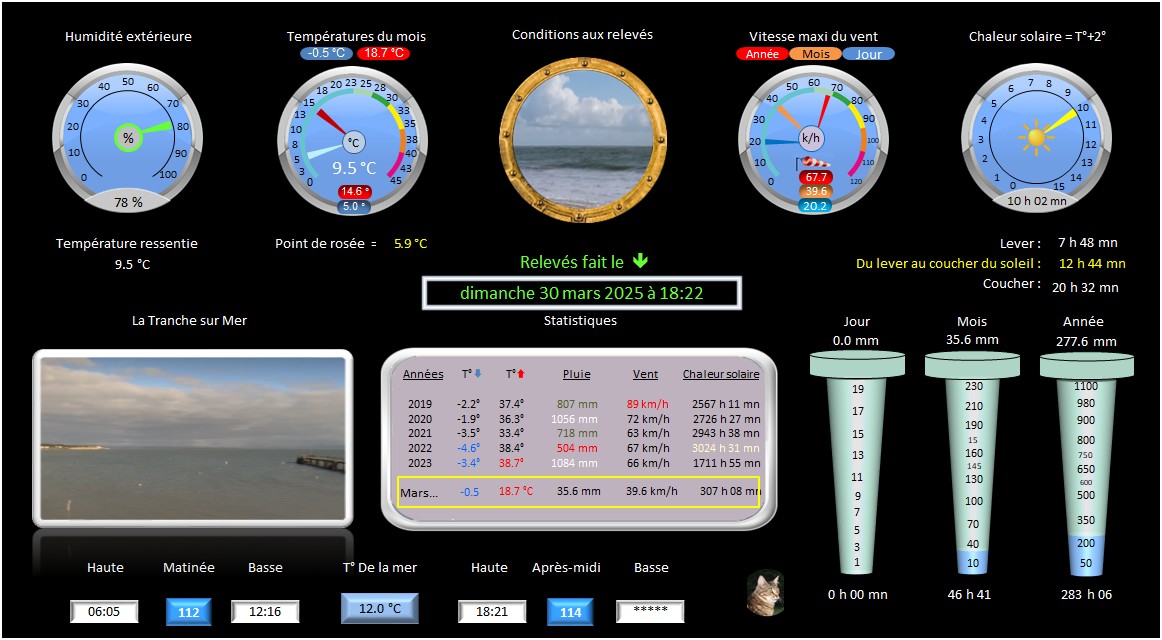 Humidité extérieure
Températures du mois
Conditions aux relevés
Vitesse maxi du vent
Chaleur solaire = T°+2°
-0.5 °C 18.7 °C
Année Mois Jour
0 10 20 30 40 50 60 70 80 90 100
%
78 %
0 3 5 8 10 13 15 18 20 23 25 28 30 33 35 38 40 43 45
°C
9.5 °C
14.6 °
5.0 °
0 10 20 30 40 50 60 70 80 90 100 110 120
k/h
67.7
39.6
20.2
0 1 2 3 4 5 6 7 8 9 10 11 12 13 14 15
10 h 02 mn
Température ressentie
9.5 °C
Point de rosée = 5.9 °C
Relevés fait le
dimanche 30 mars 2025 à 18:22
Lever : 7 h 48 mn
Du lever au coucher du soleil : 12 h 44 mn
Coucher : 20 h 32 mn
La Tranche sur Mer
Statistiques
Années T° T° Pluie Vent Chaleur solaire
2019 -2.2° 37.4° 807 mm 89 km/h 2567 h 11 mn
2020 -1.9° 36.3° 1056 mm 72 km/h 2726 h 27 mn
2021 -3.5° 33.4° 718 mm 63 km/h 2943 h 38 mn
2022 -4.6° 38.4° 504 mm 67 km/h 3024 h 31 mn
2023 -3.4° 38.7° 1084 mm 66 km/h 1711 h 55 mn
Mars... -0.5 18.7 °C 35.6 mm 39.6 km/h 307 h 08 mn
Jour Mois Année
0.0 mm 35.6 mm 277.6 mm
19 17 15 13 11 9 7 5 3 1
230 210 190 15 160 145 130 100 70 40 10
1100 980 900 800 750 650 600 500 350 200 50
0 h 00 mn 46 h 41 283 h 06
Haute Matinée Basse T° De la mer Haute Après-midi Basse
06:05 112 12:16 12.0 °C 18:21 114 *****